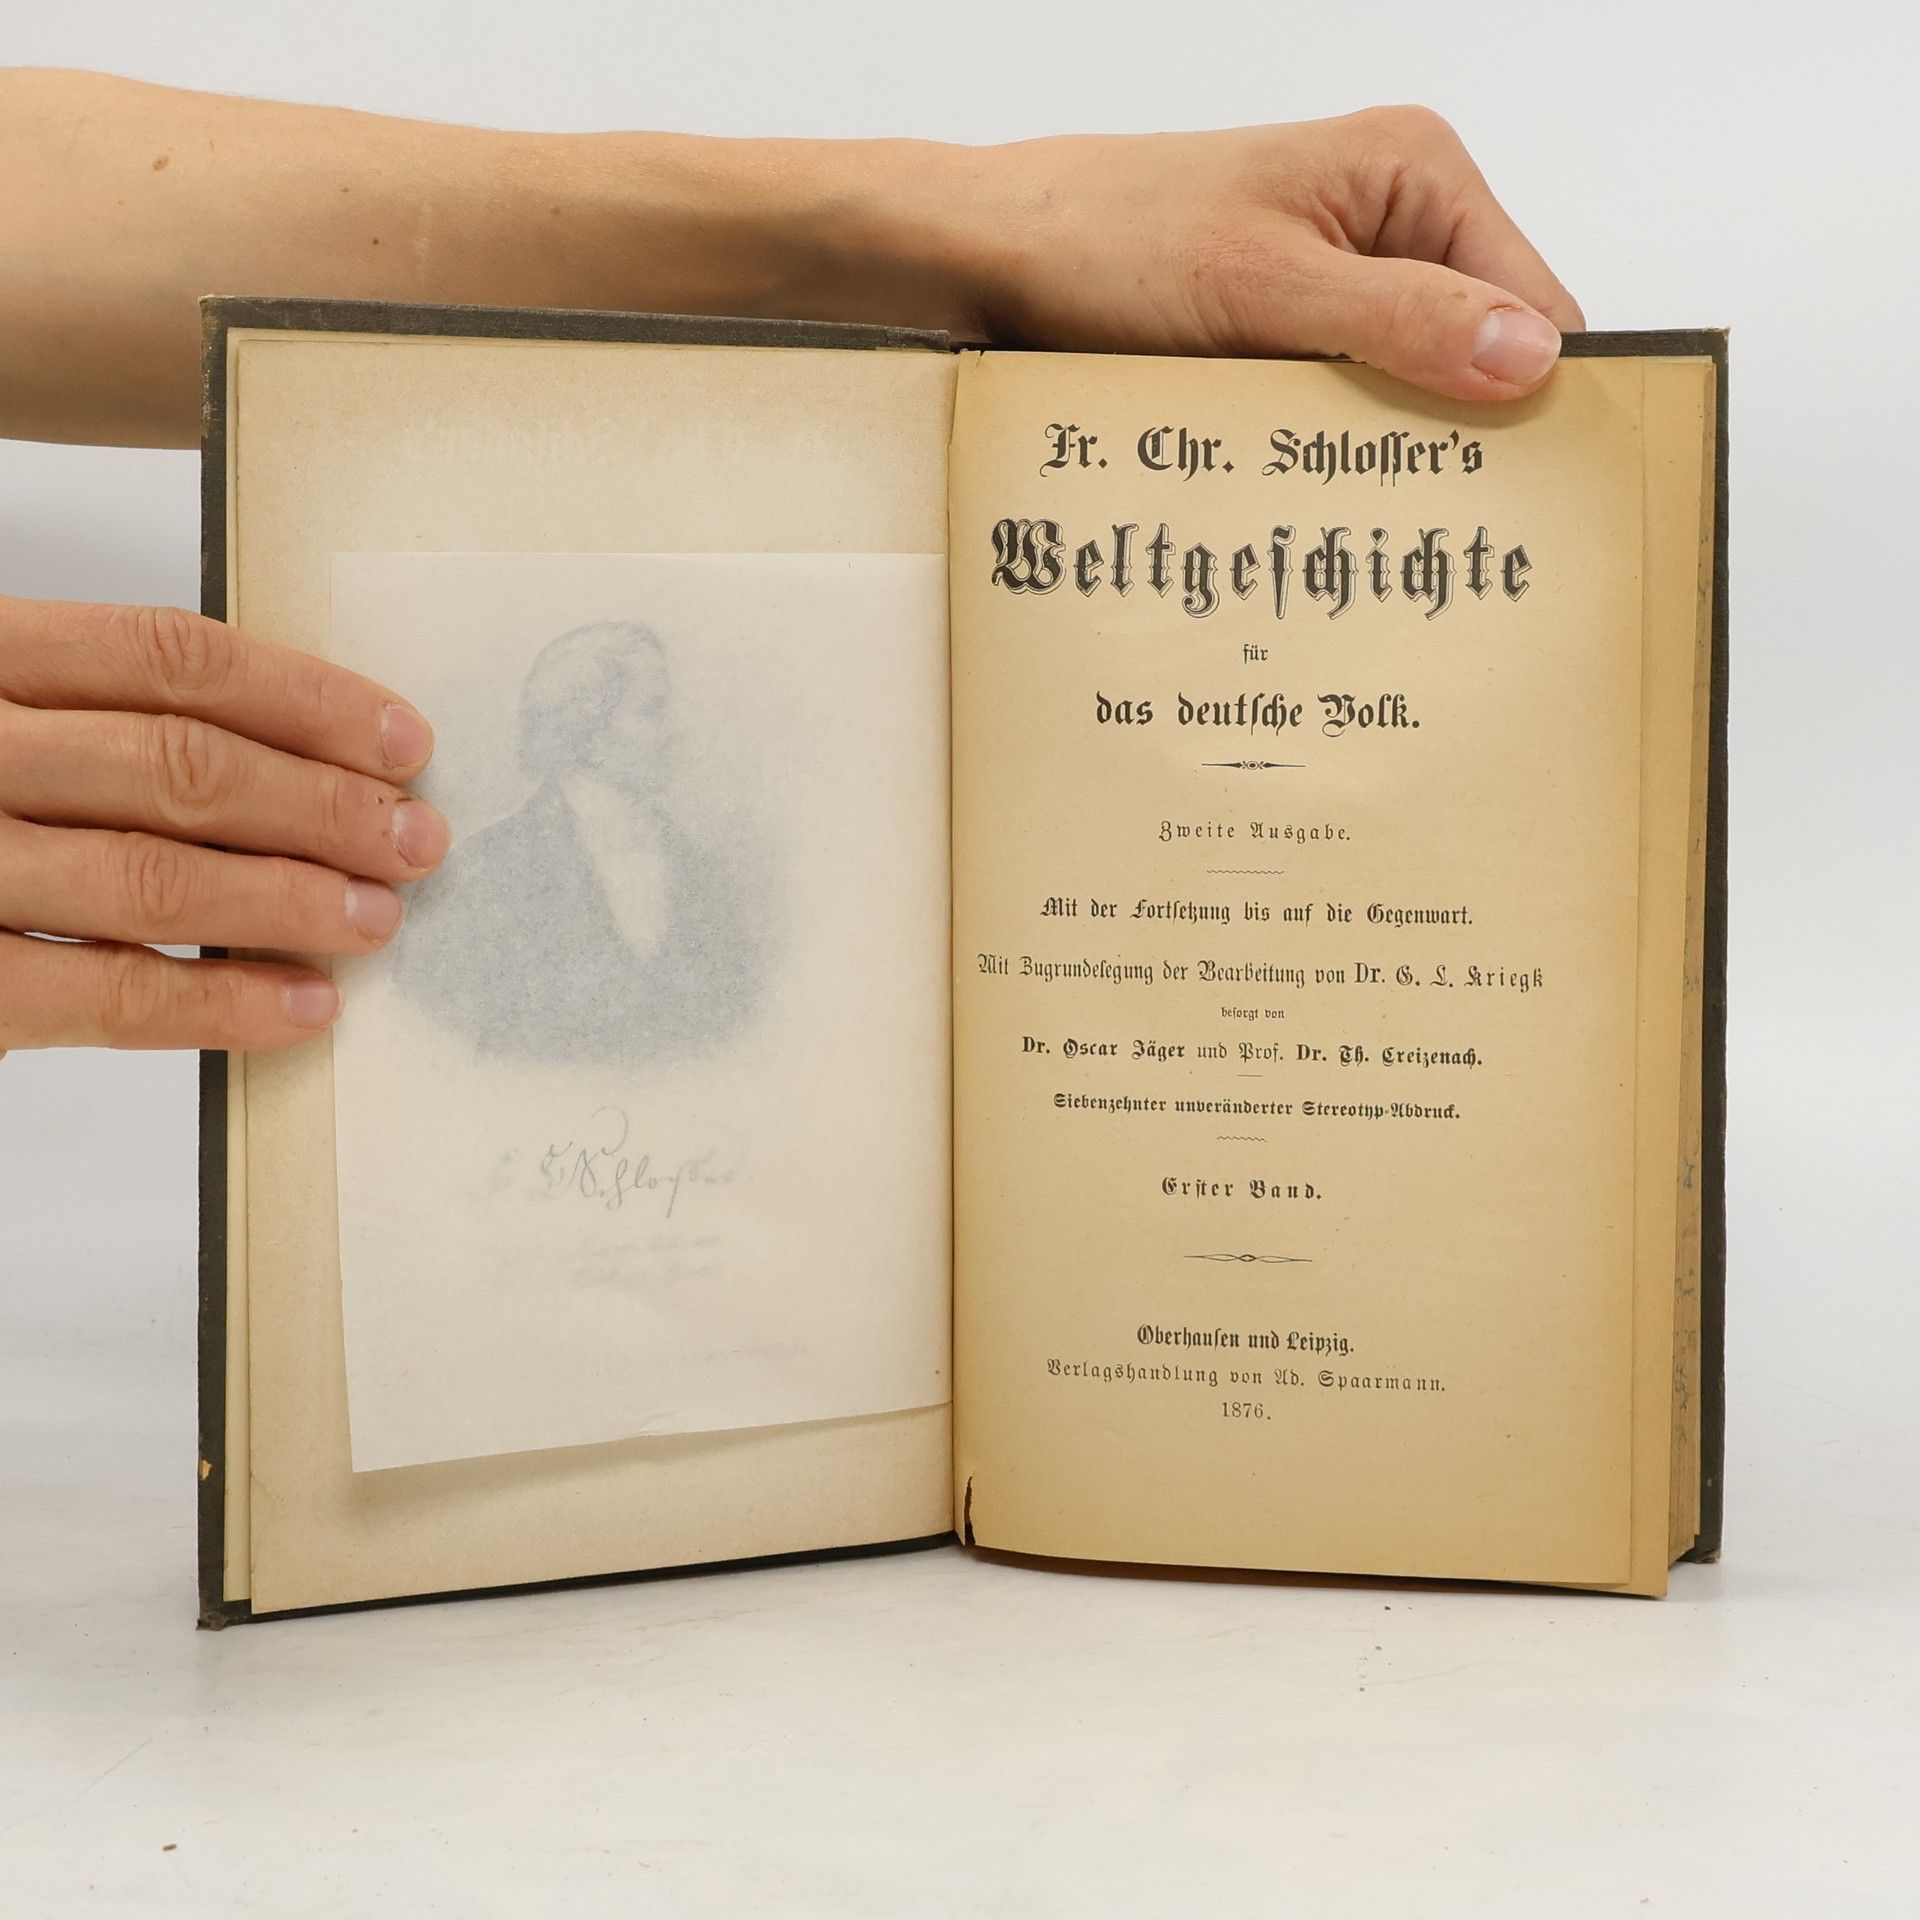 Fr. Chr. Schloſſer's
Weltgeſchichte
für
das deutſche Volk.
Zweite Ausgabe.
Mit der Fortſetzung bis auf die Gegenwart.
Mit Zugrundelegung der Bearbeitung von Dr. G. L. Kriegk
beſorgt von
Dr. Oscar Jäger und Prof. Dr. Th. Creizenach.
Siebenzehnter unveränderter Stereotyp-Abdruck.
Erſter Band.
Oberhauſen und Leipzig.
Verlagshandlung von Ad. Spaarmann.
1876.